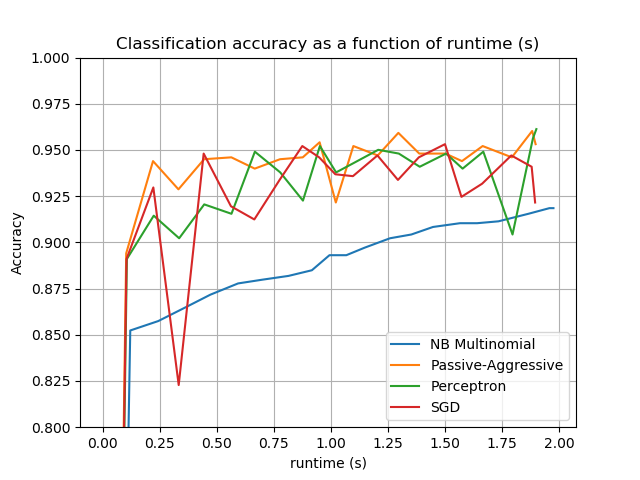 Classification accuracy as a function of runtime (s)
1.000
0.975
0.950
0.925
0.900
0.875
0.850
0.825
0.800
Accuracy
NB Multinomial
Passive-Aggressive
Perceptron
SGD
0.00 0.25 0.50 0.75 1.00 1.25 1.50 1.75 2.00
runtime (s)